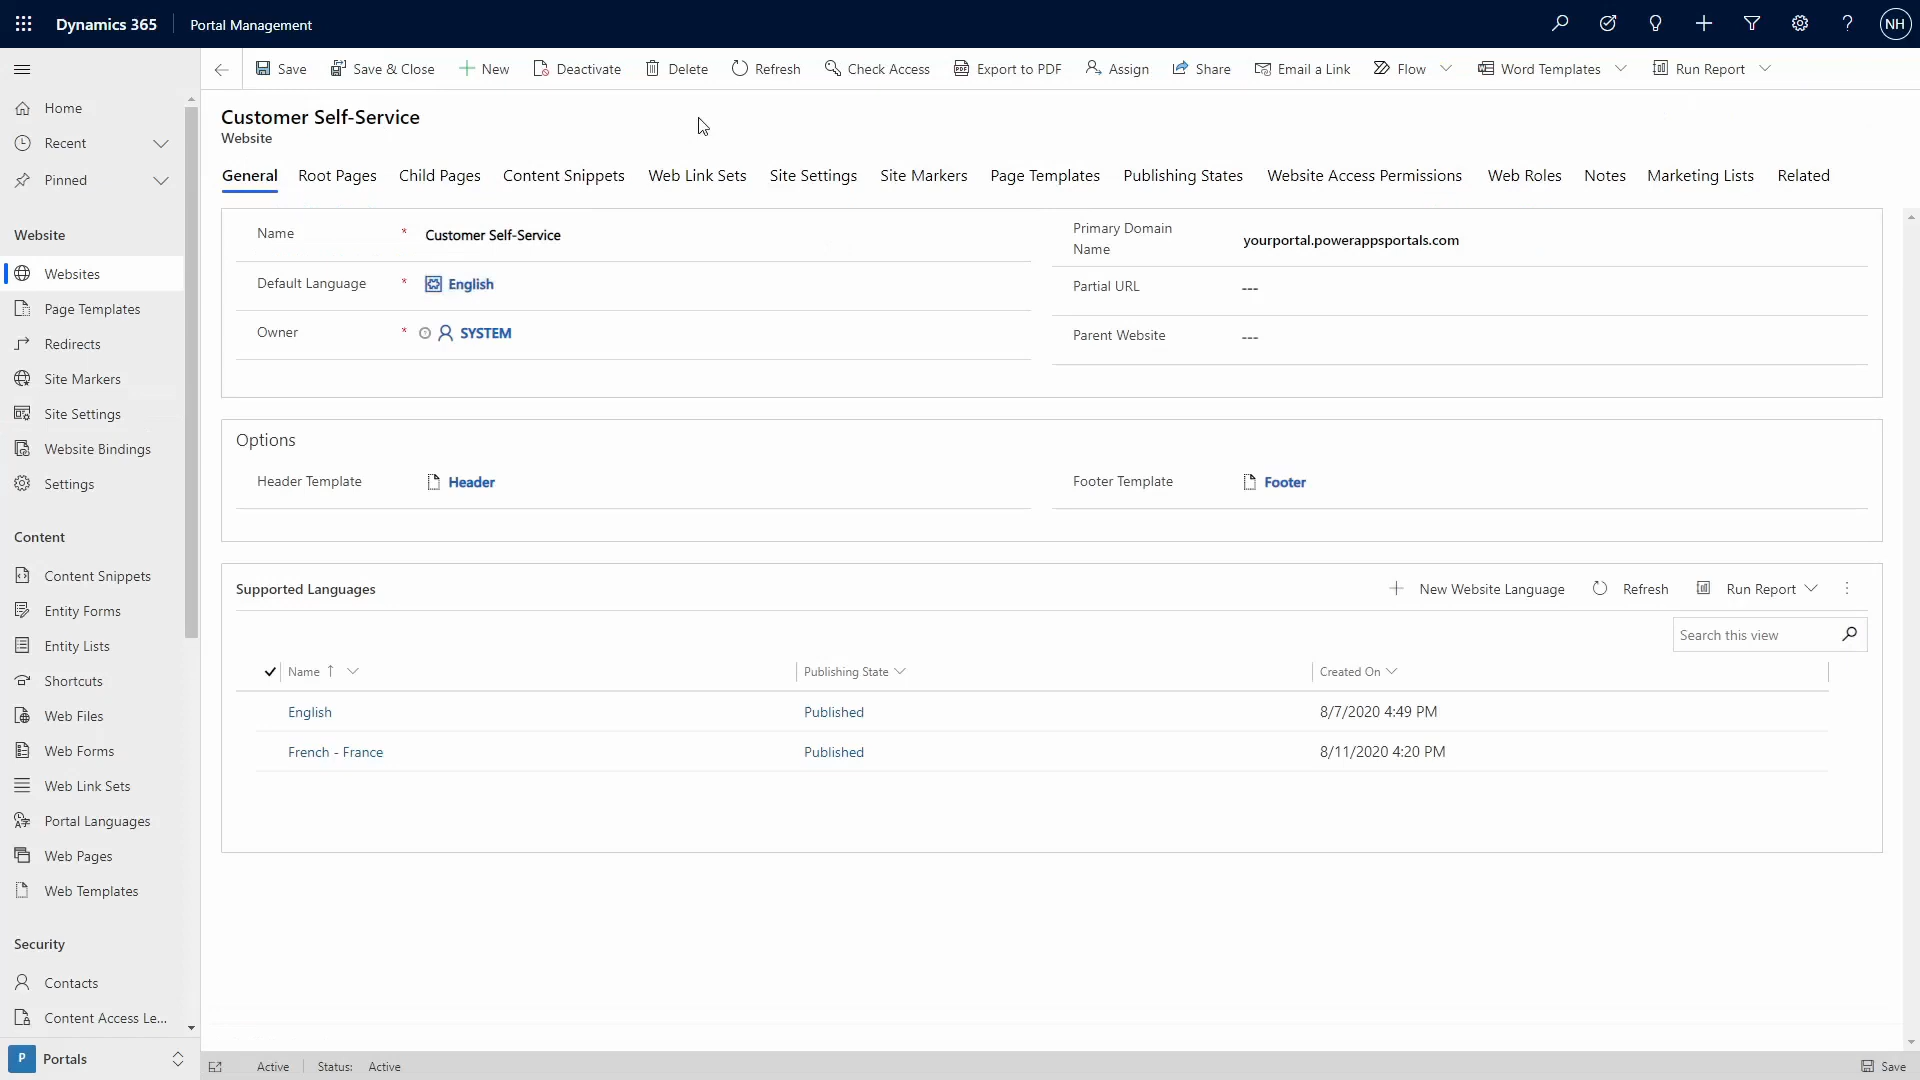 Dynamics 365 Portal Management NH
Save Save & Close New Deactivate Delete Refresh Check Access Export to PDF Assign Share Email a Link Flow Word Templates Run Report
Home
Recent
Pinned
Website
Websites
Page Templates
Redirects
Site Markers
Site Settings
Website Bindings
Settings
Content
Content Snippets
Entity Forms
Entity Lists
Shortcuts
Web Files
Web Forms
Web Link Sets
Portal Languages
Web Pages
Web Templates
Security
Contacts
Content Access Le...
P Portals
Customer Self-Service
Website
General Root Pages Child Pages Content Snippets Web Link Sets Site Settings Site Markers Page Templates Publishing States Website Access Permissions Web Roles Notes Marketing Lists Related
Name * Customer Self-Service
Default Language * English
Owner * SYSTEM
Primary Domain
Name yourportal.powerappsportals.com
Partial URL ---
Parent Website ---
Options
Header Template Header Footer Template Footer
Supported Languages New Website Language Refresh Run Report
Search this view
Name Publishing State Created On
English Published 8/7/2020 4:49 PM
French - France Published 8/11/2020 4:20 PM
Active Status: Active Save